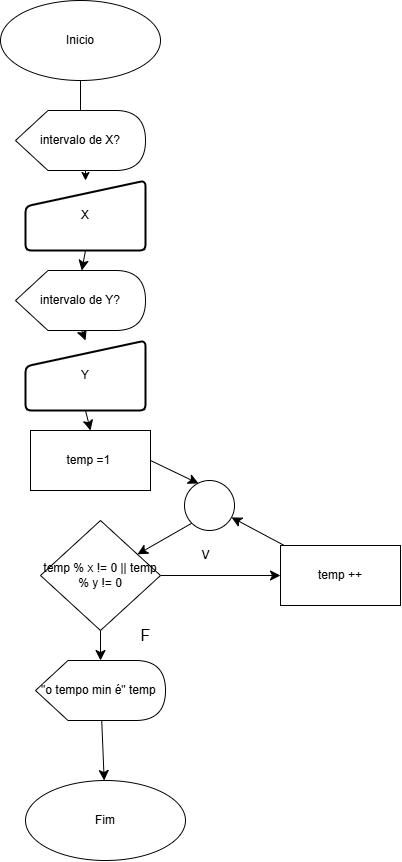 Inicio
intervalo de X?
X
intervalo de Y?
Y
temp =1
V
temp % x != 0 || temp
% y != 0
temp ++
F
"o tempo min é" temp
Fim